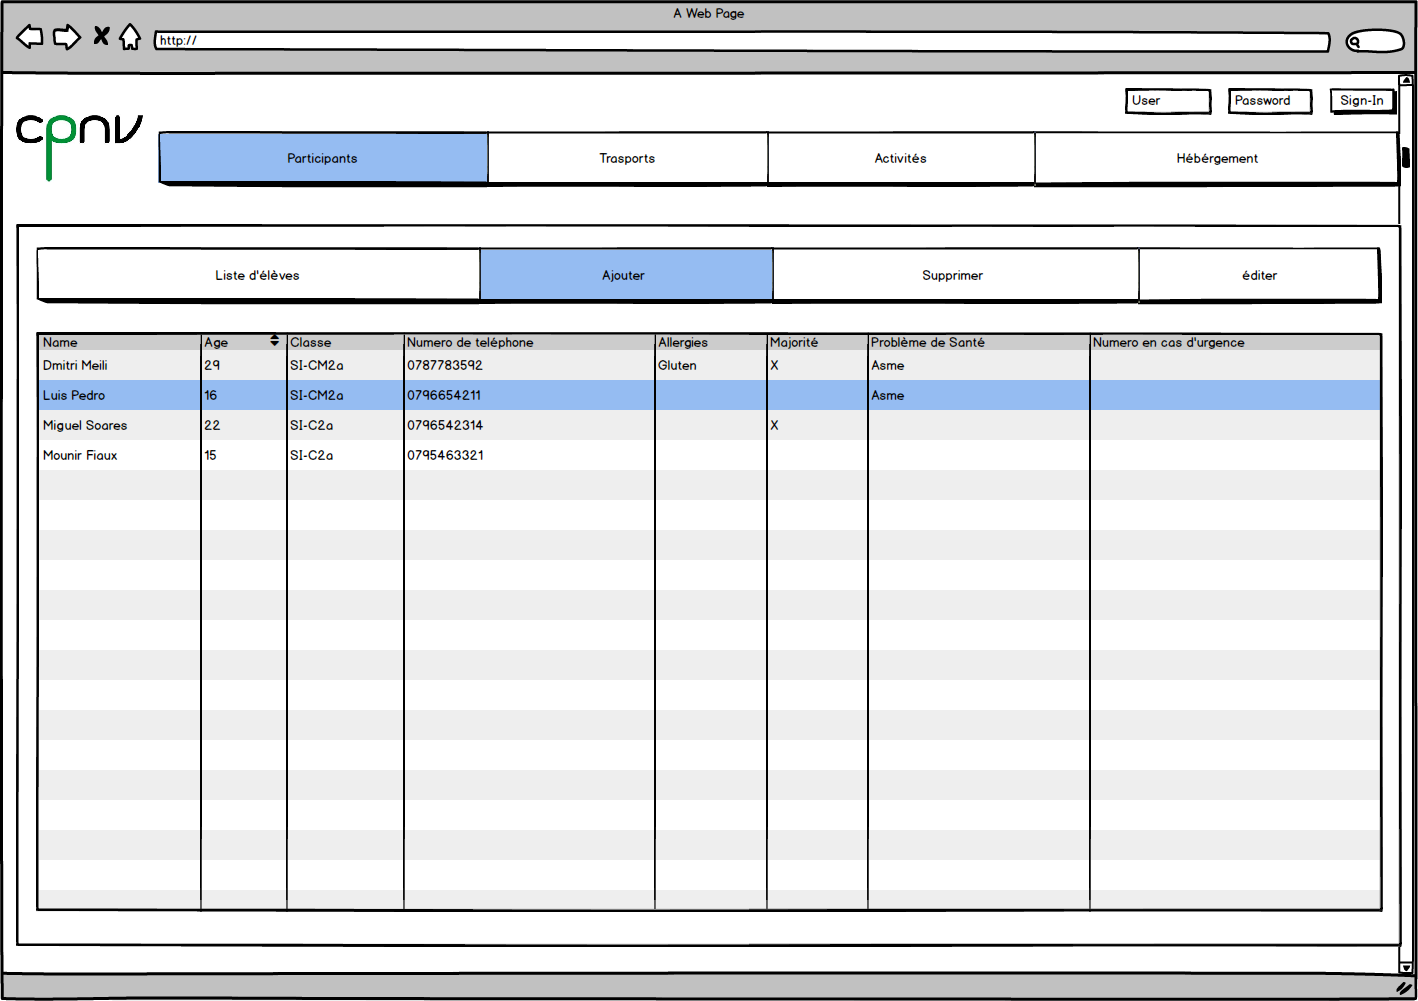 A Web Page
http://
User Password Sign-In
cpnv
Participants Trasports Activités Hébérgement
Liste d'élèves Ajouter Supprimer éditer
Name Age Classe Numero de teléphone Allergies Majorité Problème de Santé Numero en cas d'urgence
Dmitri Meili 29 SI-CM2a 0787783592 Gluten X Asme
Luis Pedro 16 SI-CM2a 0796654211 Asme
Miguel Soares 22 SI-C2a 0796542314 X
Mounir Fiaux 15 SI-C2a 0795463321